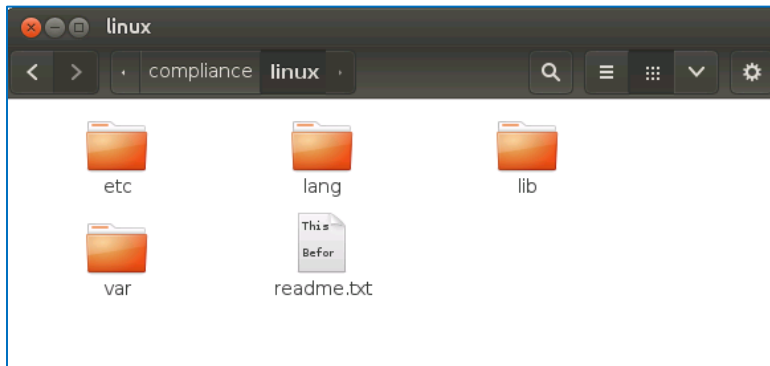 linux
compliance linux
etc lang lib
This
Befor
var readme.txt